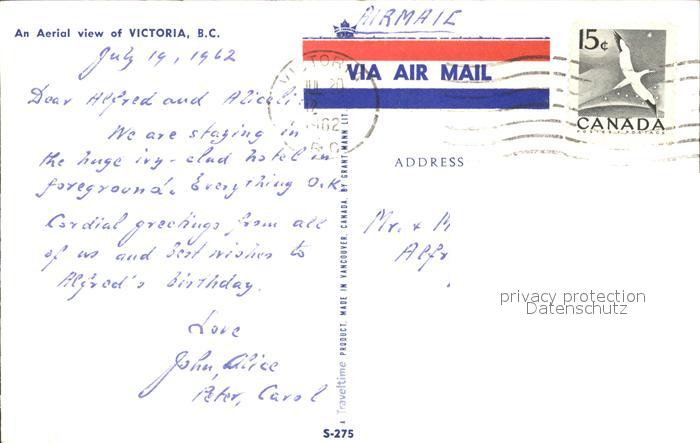 An Aerial view of VICTORIA, B.C.
July 19, 1962
Dear Alfred and
We are staying in
the huge ivy-clad hotel in
foreground. Everything O.K.
Cordial greetings from all
of us and best wishes to
Alfred's birthday.
Love
John, Alice
Peter, Carol
AIRMAIL
VIA AIR MAIL
VICTORIA
JUL 20
1962
B.C.
15¢
CANADA
POSTES POSTAGE
ADDRESS
Mr. & M
Alfr
privacy protection
Datenschutz
A Traveltime PRODUCT. MADE IN VANCOUVER, CANADA, BY GRANT-MANN LIT
S-275